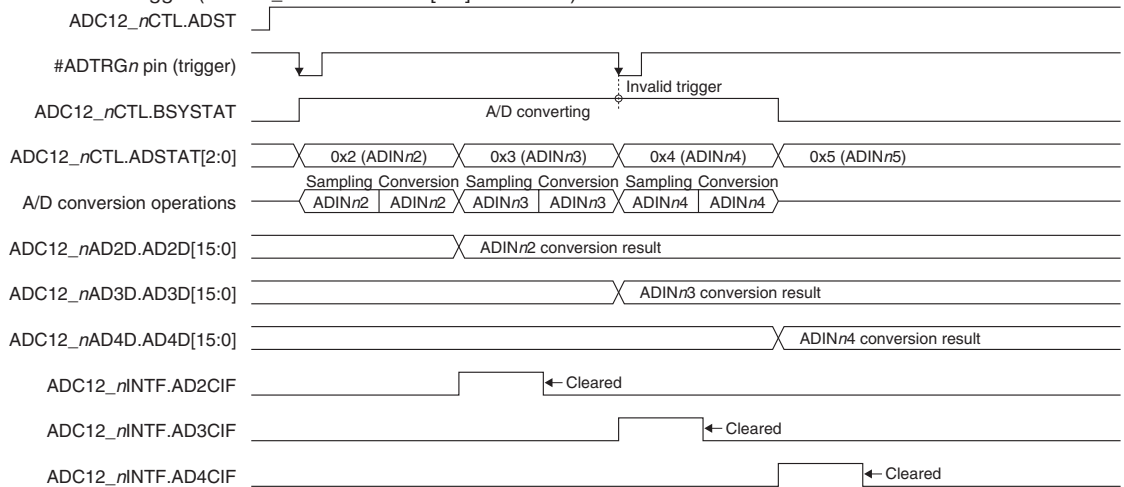 ADC12_nCTL.ADST
#ADTRGn pin (trigger)
Invalid trigger
ADC12_nCTL.BSYSTAT
A/D converting
ADC12_nCTL.ADSTAT[2:0]
0x2 (ADINn2)
0x3 (ADINn3)
0x4 (ADINn4)
0x5 (ADINn5)
Sampling Conversion Sampling Conversion Sampling Conversion
A/D conversion operations
ADINn2 ADINn2 ADINn3 ADINn3 ADINn4 ADINn4
ADC12_nAD2D.AD2D[15:0]
ADINn2 conversion result
ADC12_nAD3D.AD3D[15:0]
ADINn3 conversion result
ADC12_nAD4D.AD4D[15:0]
ADINn4 conversion result
ADC12_nINTF.AD2CIF
Cleared
ADC12_nINTF.AD3CIF
Cleared
ADC12_nINTF.AD4CIF
Cleared